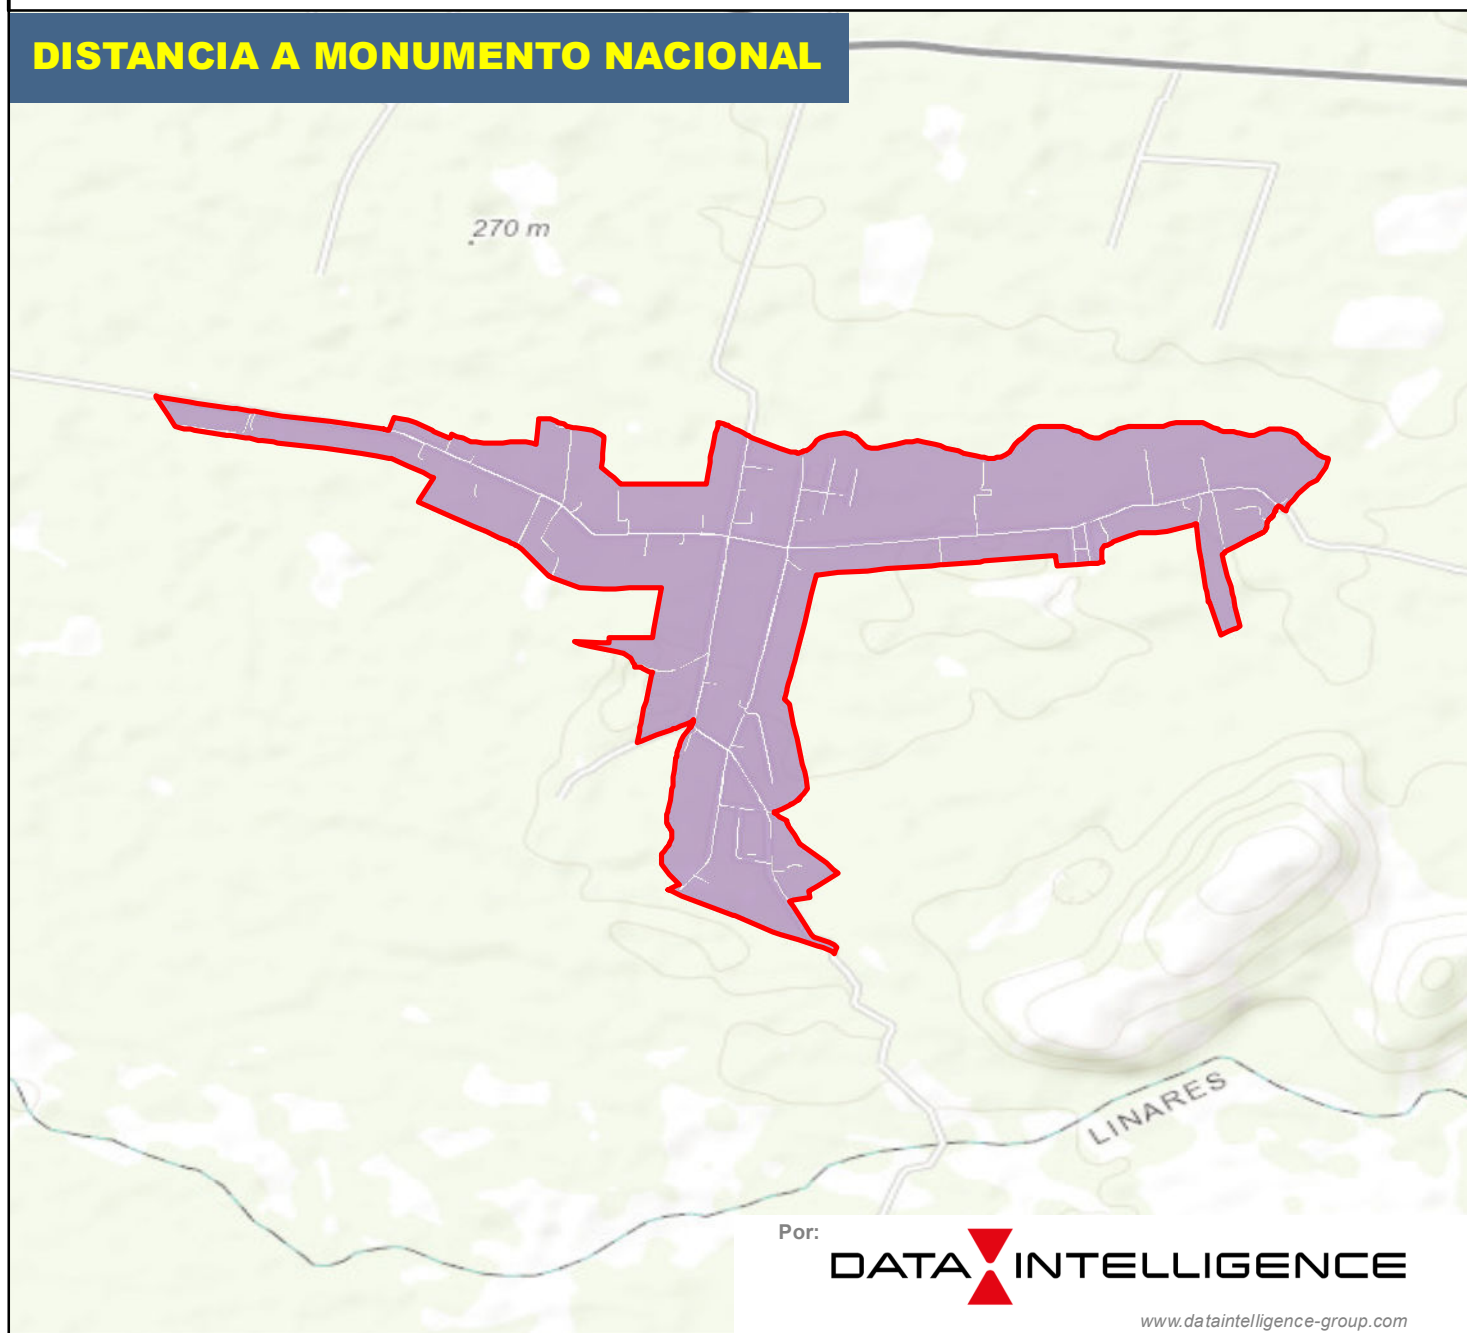 DISTANCIA A MONUMENTO NACIONAL
270 m
LINARES
Por:
DATA INTELLIGENCE
www.dataintelligence-group.com